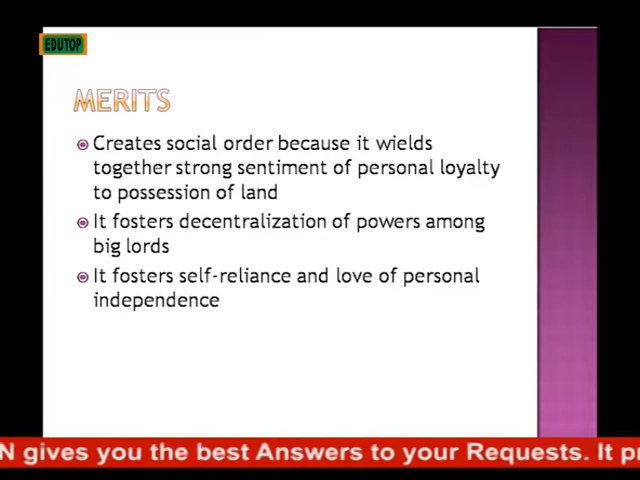 EDUTOP
MERITS
Creates social order because it wields
together strong sentiment of personal loyalty
to possession of land
It fosters decentralization of powers among
big lords
It fosters self-reliance and love of personal
independence
N gives you the best Answers to your Requests. It pr